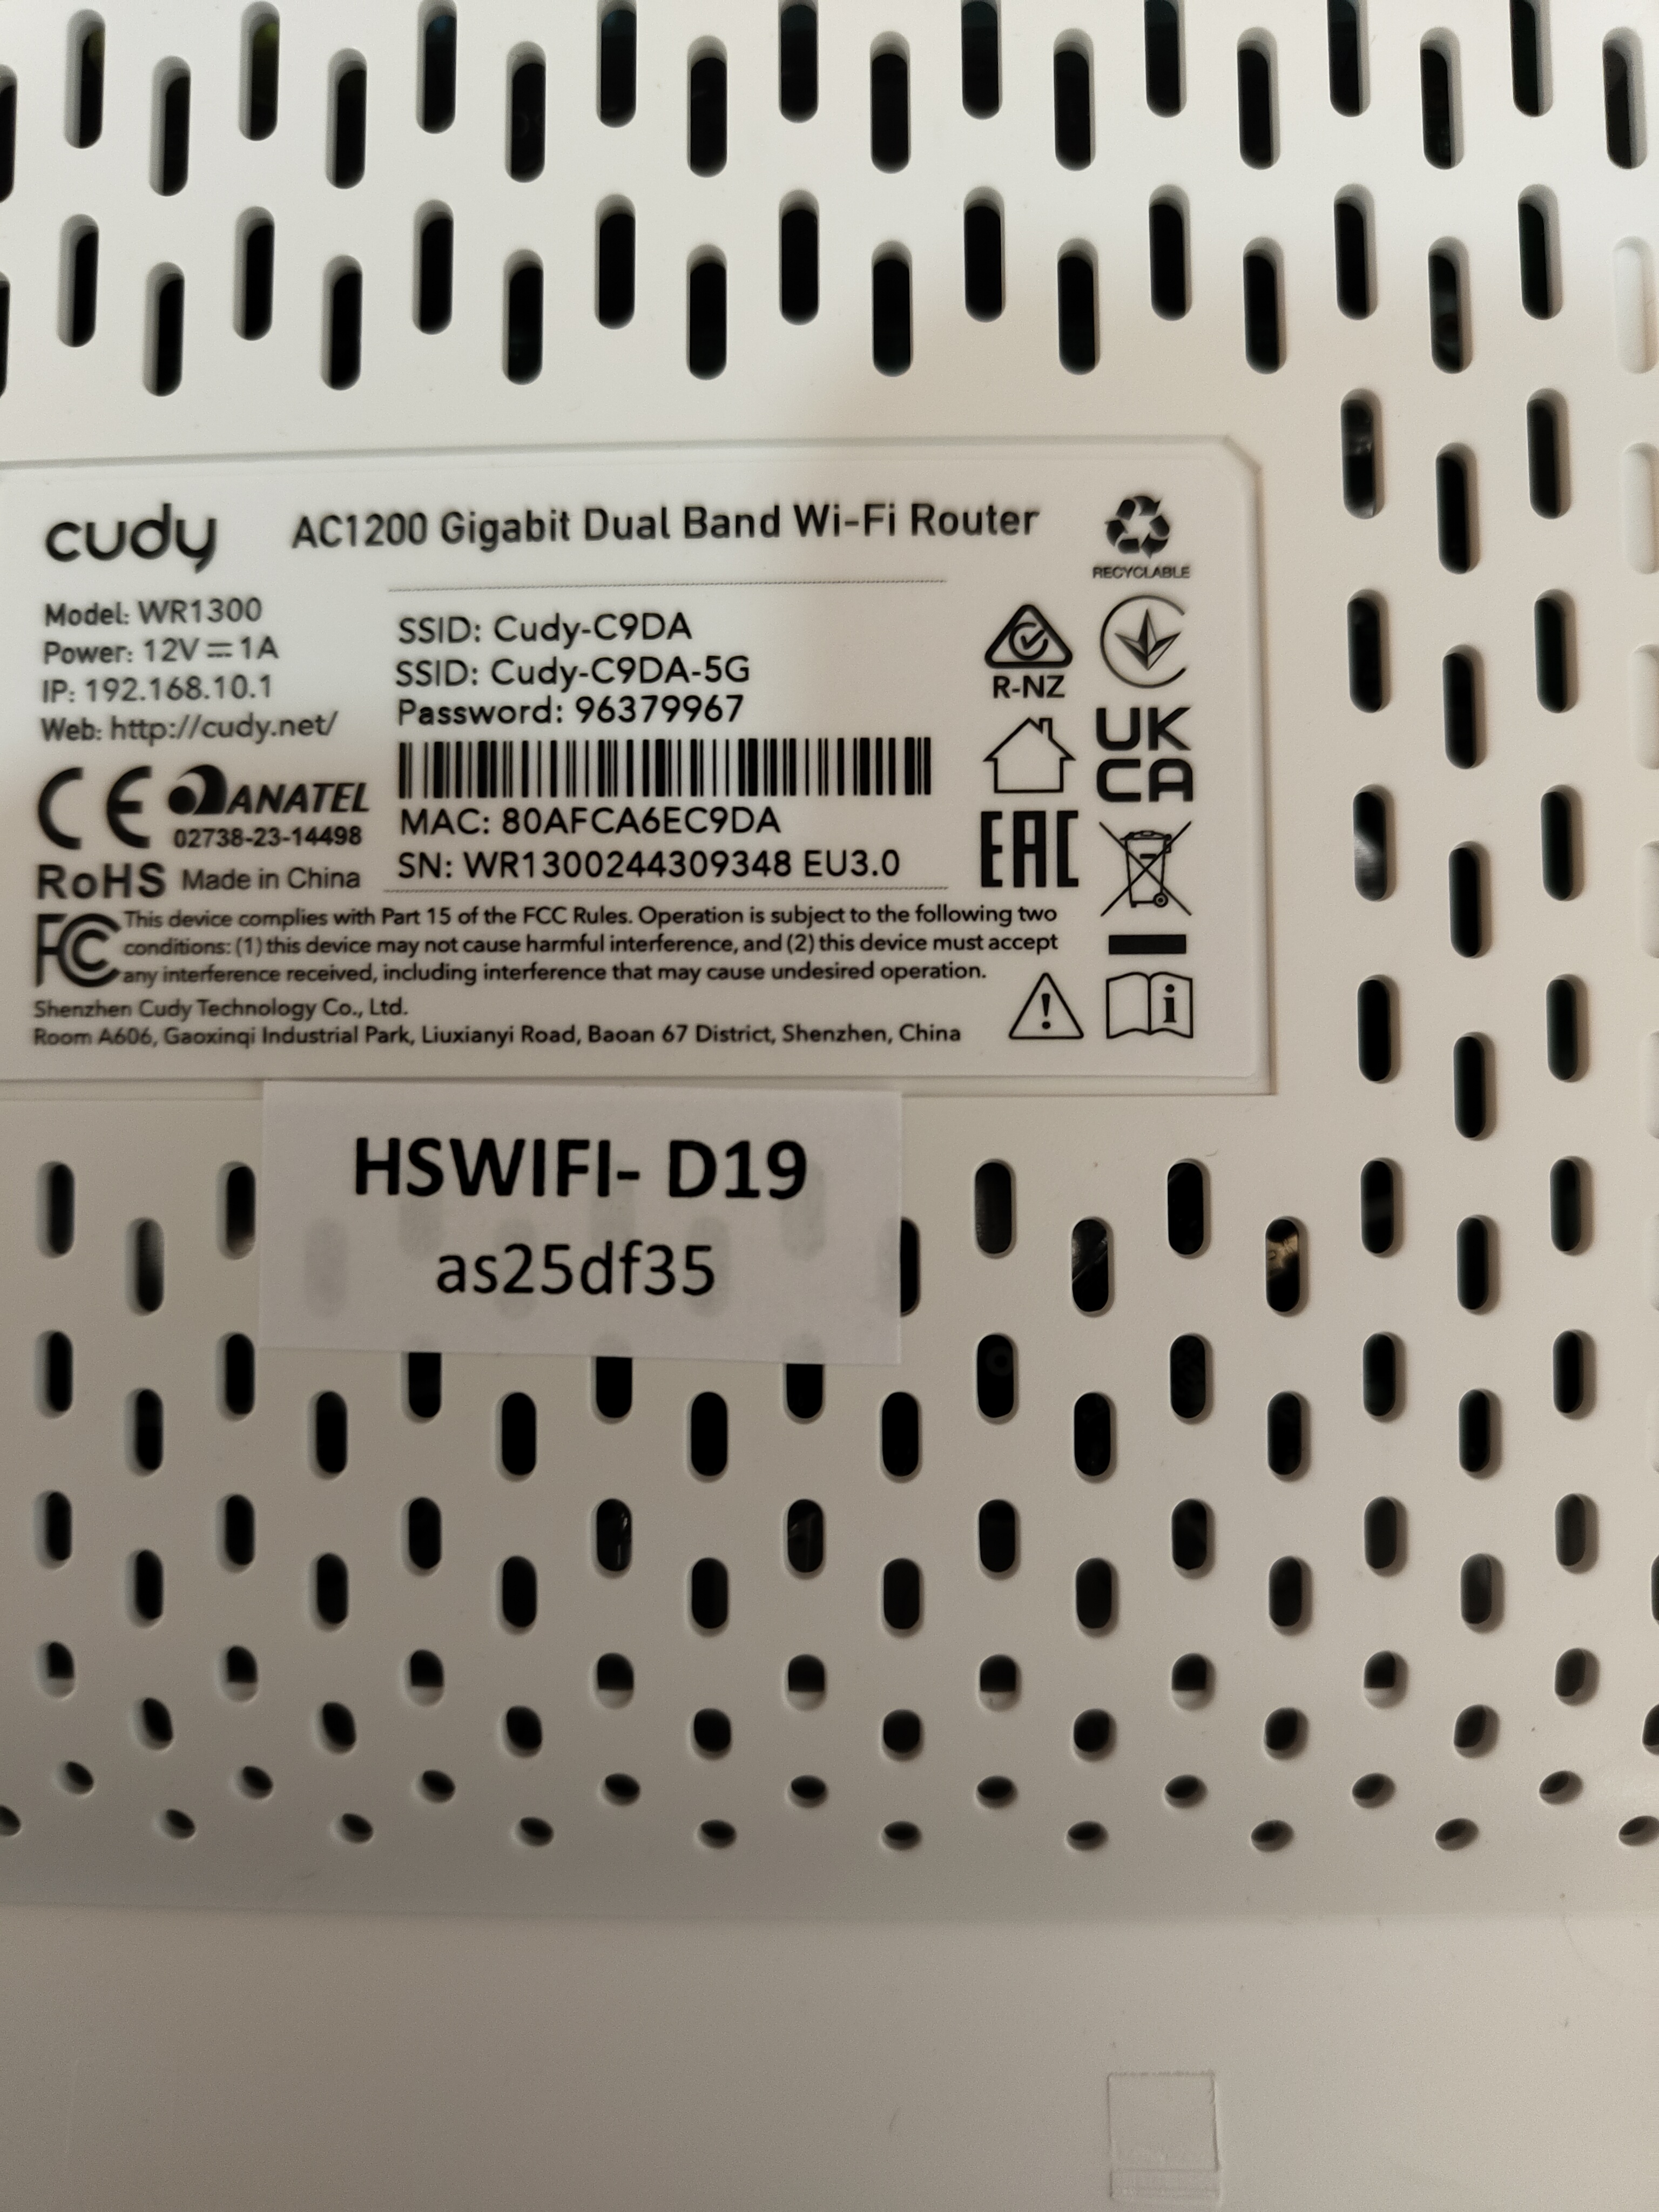 cudy AC1200 Gigabit Dual Band Wi-Fi Router
RECYCLABLE
Model: WR1300
Power: 12V⎓1A
IP: 192.168.10.1
Web: http://cudy.net/
SSID: Cudy-C9DA
SSID: Cudy-C9DA-5G
Password: 96379967
MAC: 80AFCA6EC9DA
SN: WR1300244309348 EU3.0
R-NZ
UK
CA
EAC
CE ANATEL
02738-23-14498
RoHS Made in China
FC This device complies with Part 15 of the FCC Rules. Operation is subject to the following two
conditions: (1) this device may not cause harmful interference, and (2) this device must accept
any interference received, including interference that may cause undesired operation.
Shenzhen Cudy Technology Co., Ltd.
Room A606, Gaoxinqi Industrial Park, Liuxianyi Road, Baoan 67 District, Shenzhen, China
HSWIFI- D19
as25df35